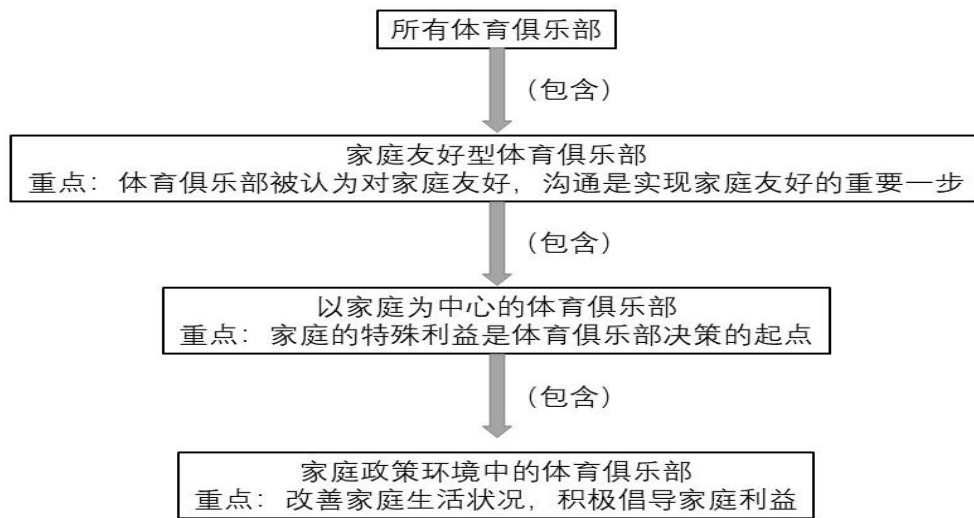 所有体育俱乐部
（包含）
家庭友好型体育俱乐部
重点：体育俱乐部被认为对家庭友好，沟通是实现家庭友好的重要一步
（包含）
以家庭为中心的体育俱乐部
重点：家庭的特殊利益是体育俱乐部决策的起点
（包含）
家庭政策环境中的体育俱乐部
重点：改善家庭生活状况，积极倡导家庭利益